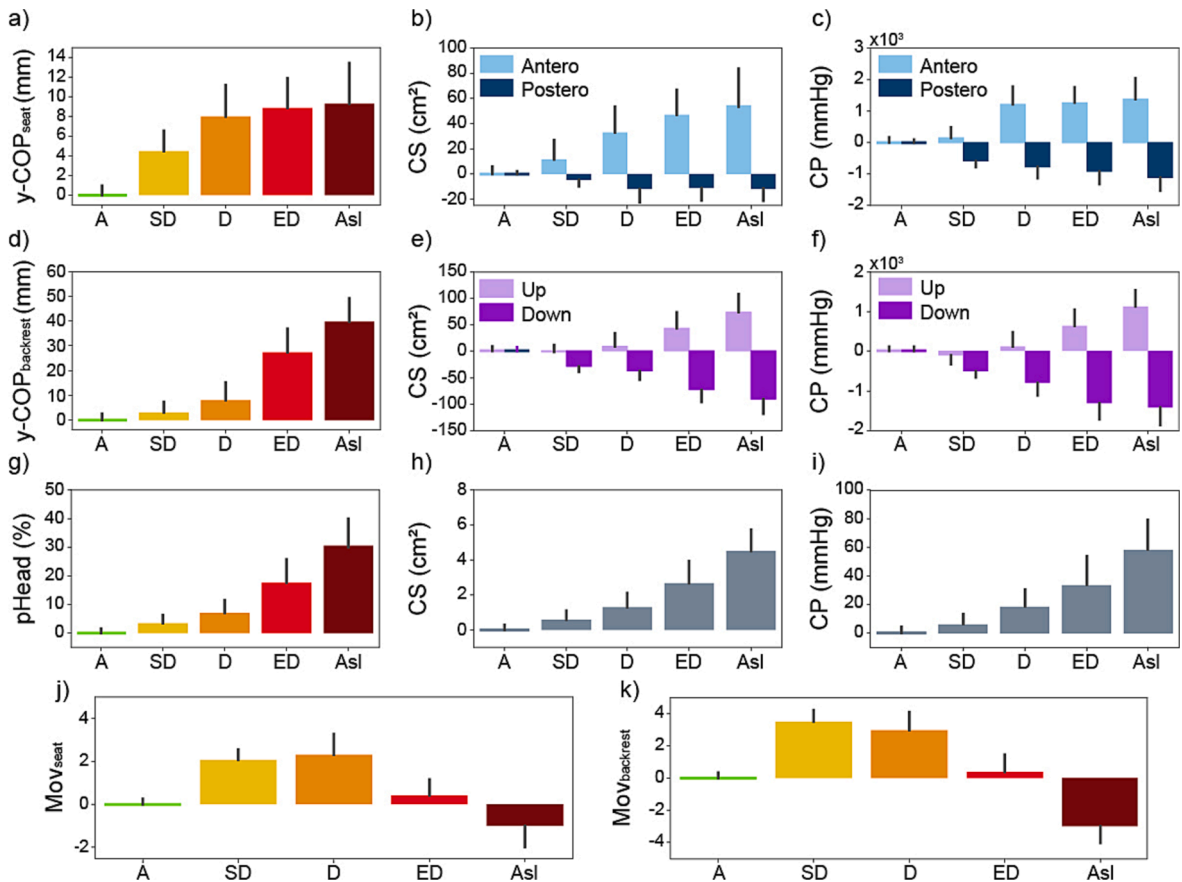 a)
y-COPseat (mm)
14
12
10
8
6
4
2
0
A SD D ED Asl
b)
CS (cm²)
100
80
60
40
20
0
-20
Antero
Postero
A SD D ED Asl
c)
CP (mmHg)
x10³
3
2
1
0
-1
-2
Antero
Postero
A SD D ED Asl
d)
y-COPbackrest (mm)
60
50
40
30
20
10
0
A SD D ED Asl
e)
CS (cm²)
150
100
50
0
-50
-100
-150
Up
Down
A SD D ED Asl
f)
CP (mmHg)
x10³
2
1
0
-1
-2
Up
Down
A SD D ED Asl
g)
pHead (%)
50
40
30
20
10
0
A SD D ED Asl
h)
CS (cm²)
8
6
4
2
0
A SD D ED Asl
i)
CP (mmHg)
100
80
60
40
20
0
A SD D ED Asl
j)
Movseat
4
2
0
-2
A SD D ED Asl
k)
Movbackrest
4
2
0
-2
-4
A SD D ED Asl